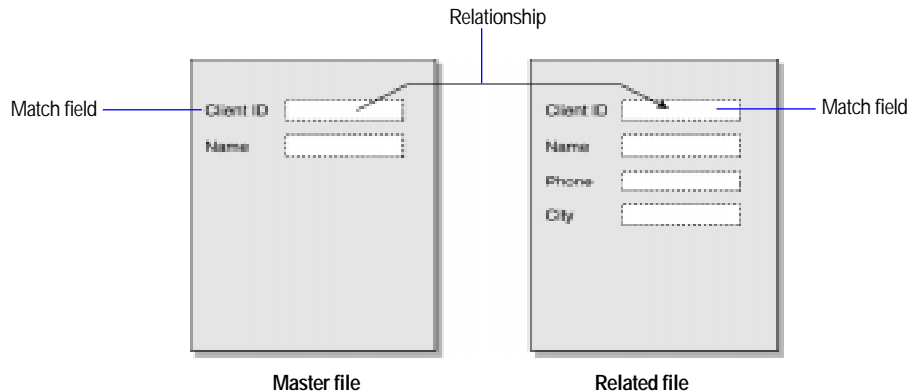 Relationship
Match field
Client ID
Name
Client ID
Name
Phone
City
Match field
Master file
Related file